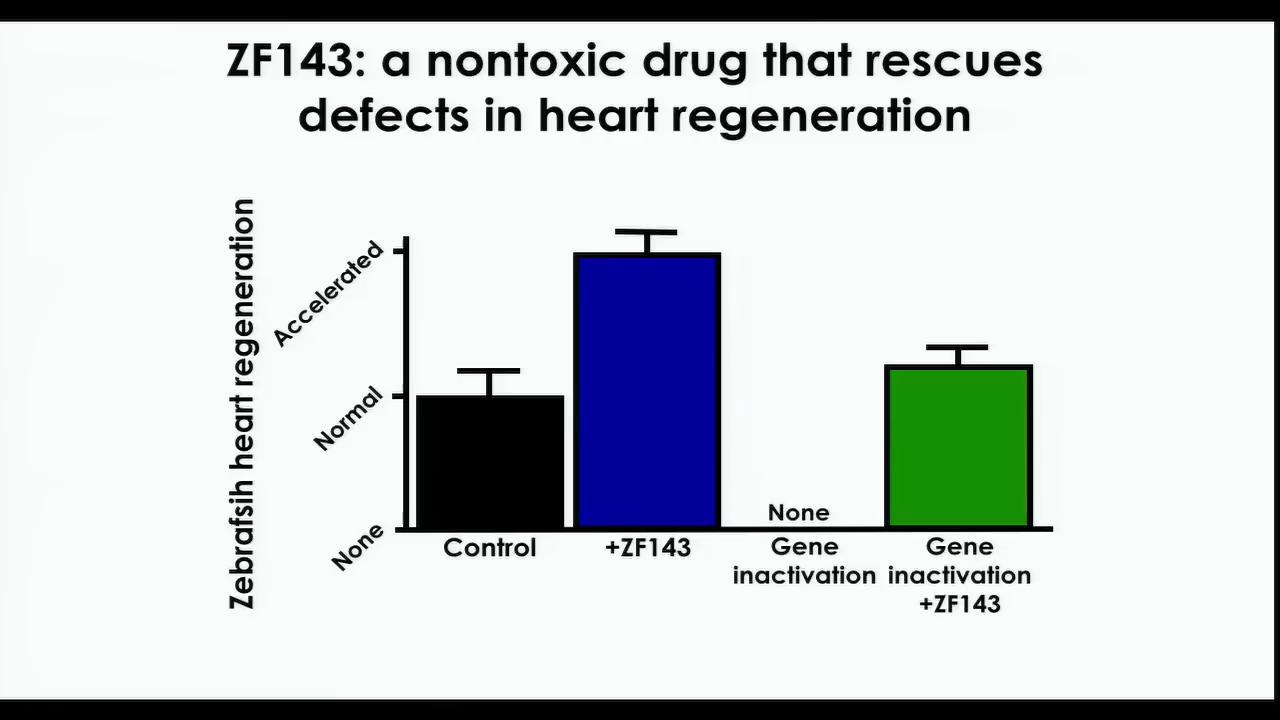 ZF143: a nontoxic drug that rescues
defects in heart regeneration
Zebrafsih heart regeneration
Accelerated
Normal
None
None
Control
+ZF143
Gene
inactivation
Gene
inactivation
+ZF143